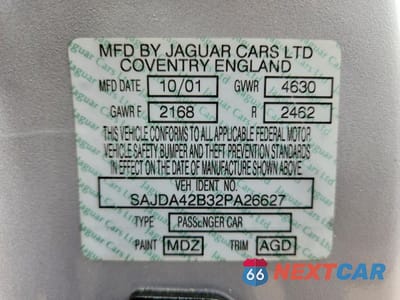 MFD BY JAGUAR CARS LTD
COVENTRY ENGLAND
MFD DATE 10/01 GVWR 4630
GAWR F. 2168 R 2462
THIS VEHICLE CONFORMS TO ALL APPLICABLE FEDERAL MOTOR
VEHICLE SAFETY BUMPER AND THEFT PREVENTION STANDARDS
IN EFFECT ON THE DATE OF MANUFACTURE SHOWN ABOVE.
VEH. IDENT NO.
SAJDA42B32PA26627
TYPE PASSENGER CAR
PAINT MDZ TRIM AGD
66 NEXTCAR